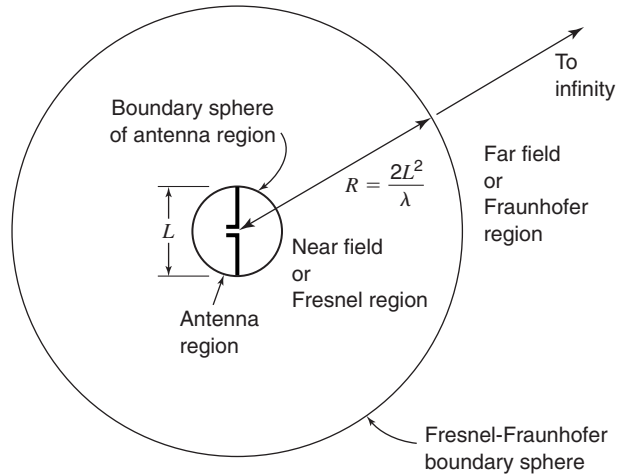 To
infinity
Boundary sphere
of antenna region
R = 2L²/λ
Far field
or
Fraunhofer
region
L
Near field
or
Fresnel region
Antenna
region
Fresnel-Fraunhofer
boundary sphere